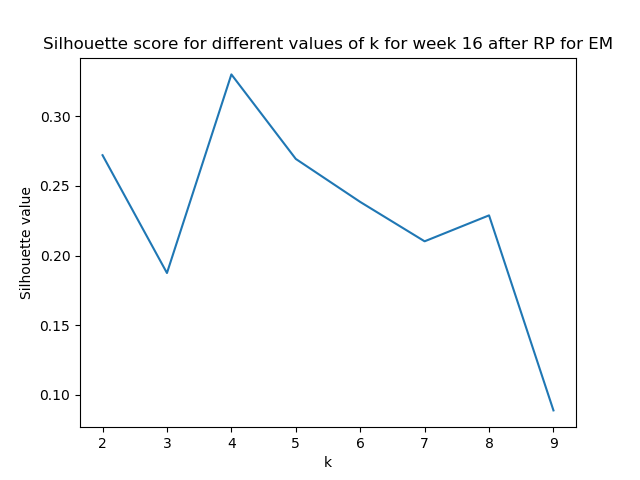 Silhouette score for different values of k for week 16 after RP for EM
0.30
0.25
0.20
0.15
0.10
Silhouette value
2 3 4 5 6 7 8 9
k